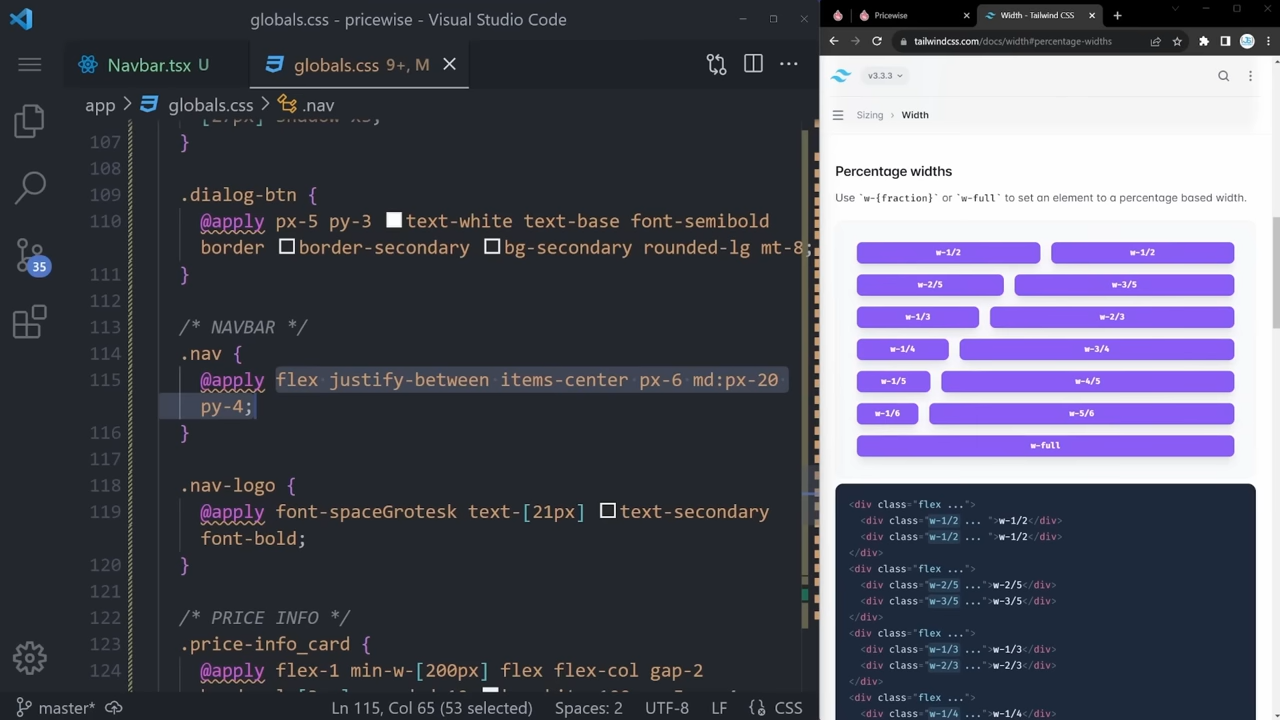 globals.css - pricewise - Visual Studio Code
Navbar.tsx U
globals.css 9+, M
app > globals.css > .nav
107 }
108
109 .dialog-btn {
110 @apply px-5 py-3 text-white text-base font-semibold
border border-secondary bg-secondary rounded-lg mt-8;
111 }
112
113 /* NAVBAR */
114 .nav {
115 @apply flex justify-between items-center px-6 md:px-20
py-4;
116 }
117
118 .nav-logo {
119 @apply font-spaceGrotesk text-[21px] text-secondary
font-bold;
120 }
121
122 /* PRICE INFO */
123 .price-info_card {
124 @apply flex-1 min-w-[200px] flex flex-col gap-2
35
master*
Ln 115, Col 65 (53 selected)
Spaces: 2
UTF-8
LF
CSS
Pricewise
Width - Tailwind CSS
tailwindcss.com/docs/width#percentage-widths
v3.3.3
Sizing > Width
Percentage widths
Use `w-{fraction}` or `w-full` to set an element to a percentage based width.
w-1/2 w-1/2
w-2/5 w-3/5
w-1/3 w-2/3
w-1/4 w-3/4
w-1/5 w-4/5
w-1/6 w-5/6
w-full
<div class="flex ...">
<div class="w-1/2 ... ">w-1/2</div>
<div class="w-1/2 ... ">w-1/2</div>
</div>
<div class="flex ...">
<div class="w-2/5 ...">w-2/5</div>
<div class="w-3/5 ...">w-3/5</div>
</div>
<div class="flex ...">
<div class="w-1/3 ...">w-1/3</div>
<div class="w-2/3 ...">w-2/3</div>
</div>
<div class="flex ...">
<div class="w-1/4 ...">w-1/4</div>